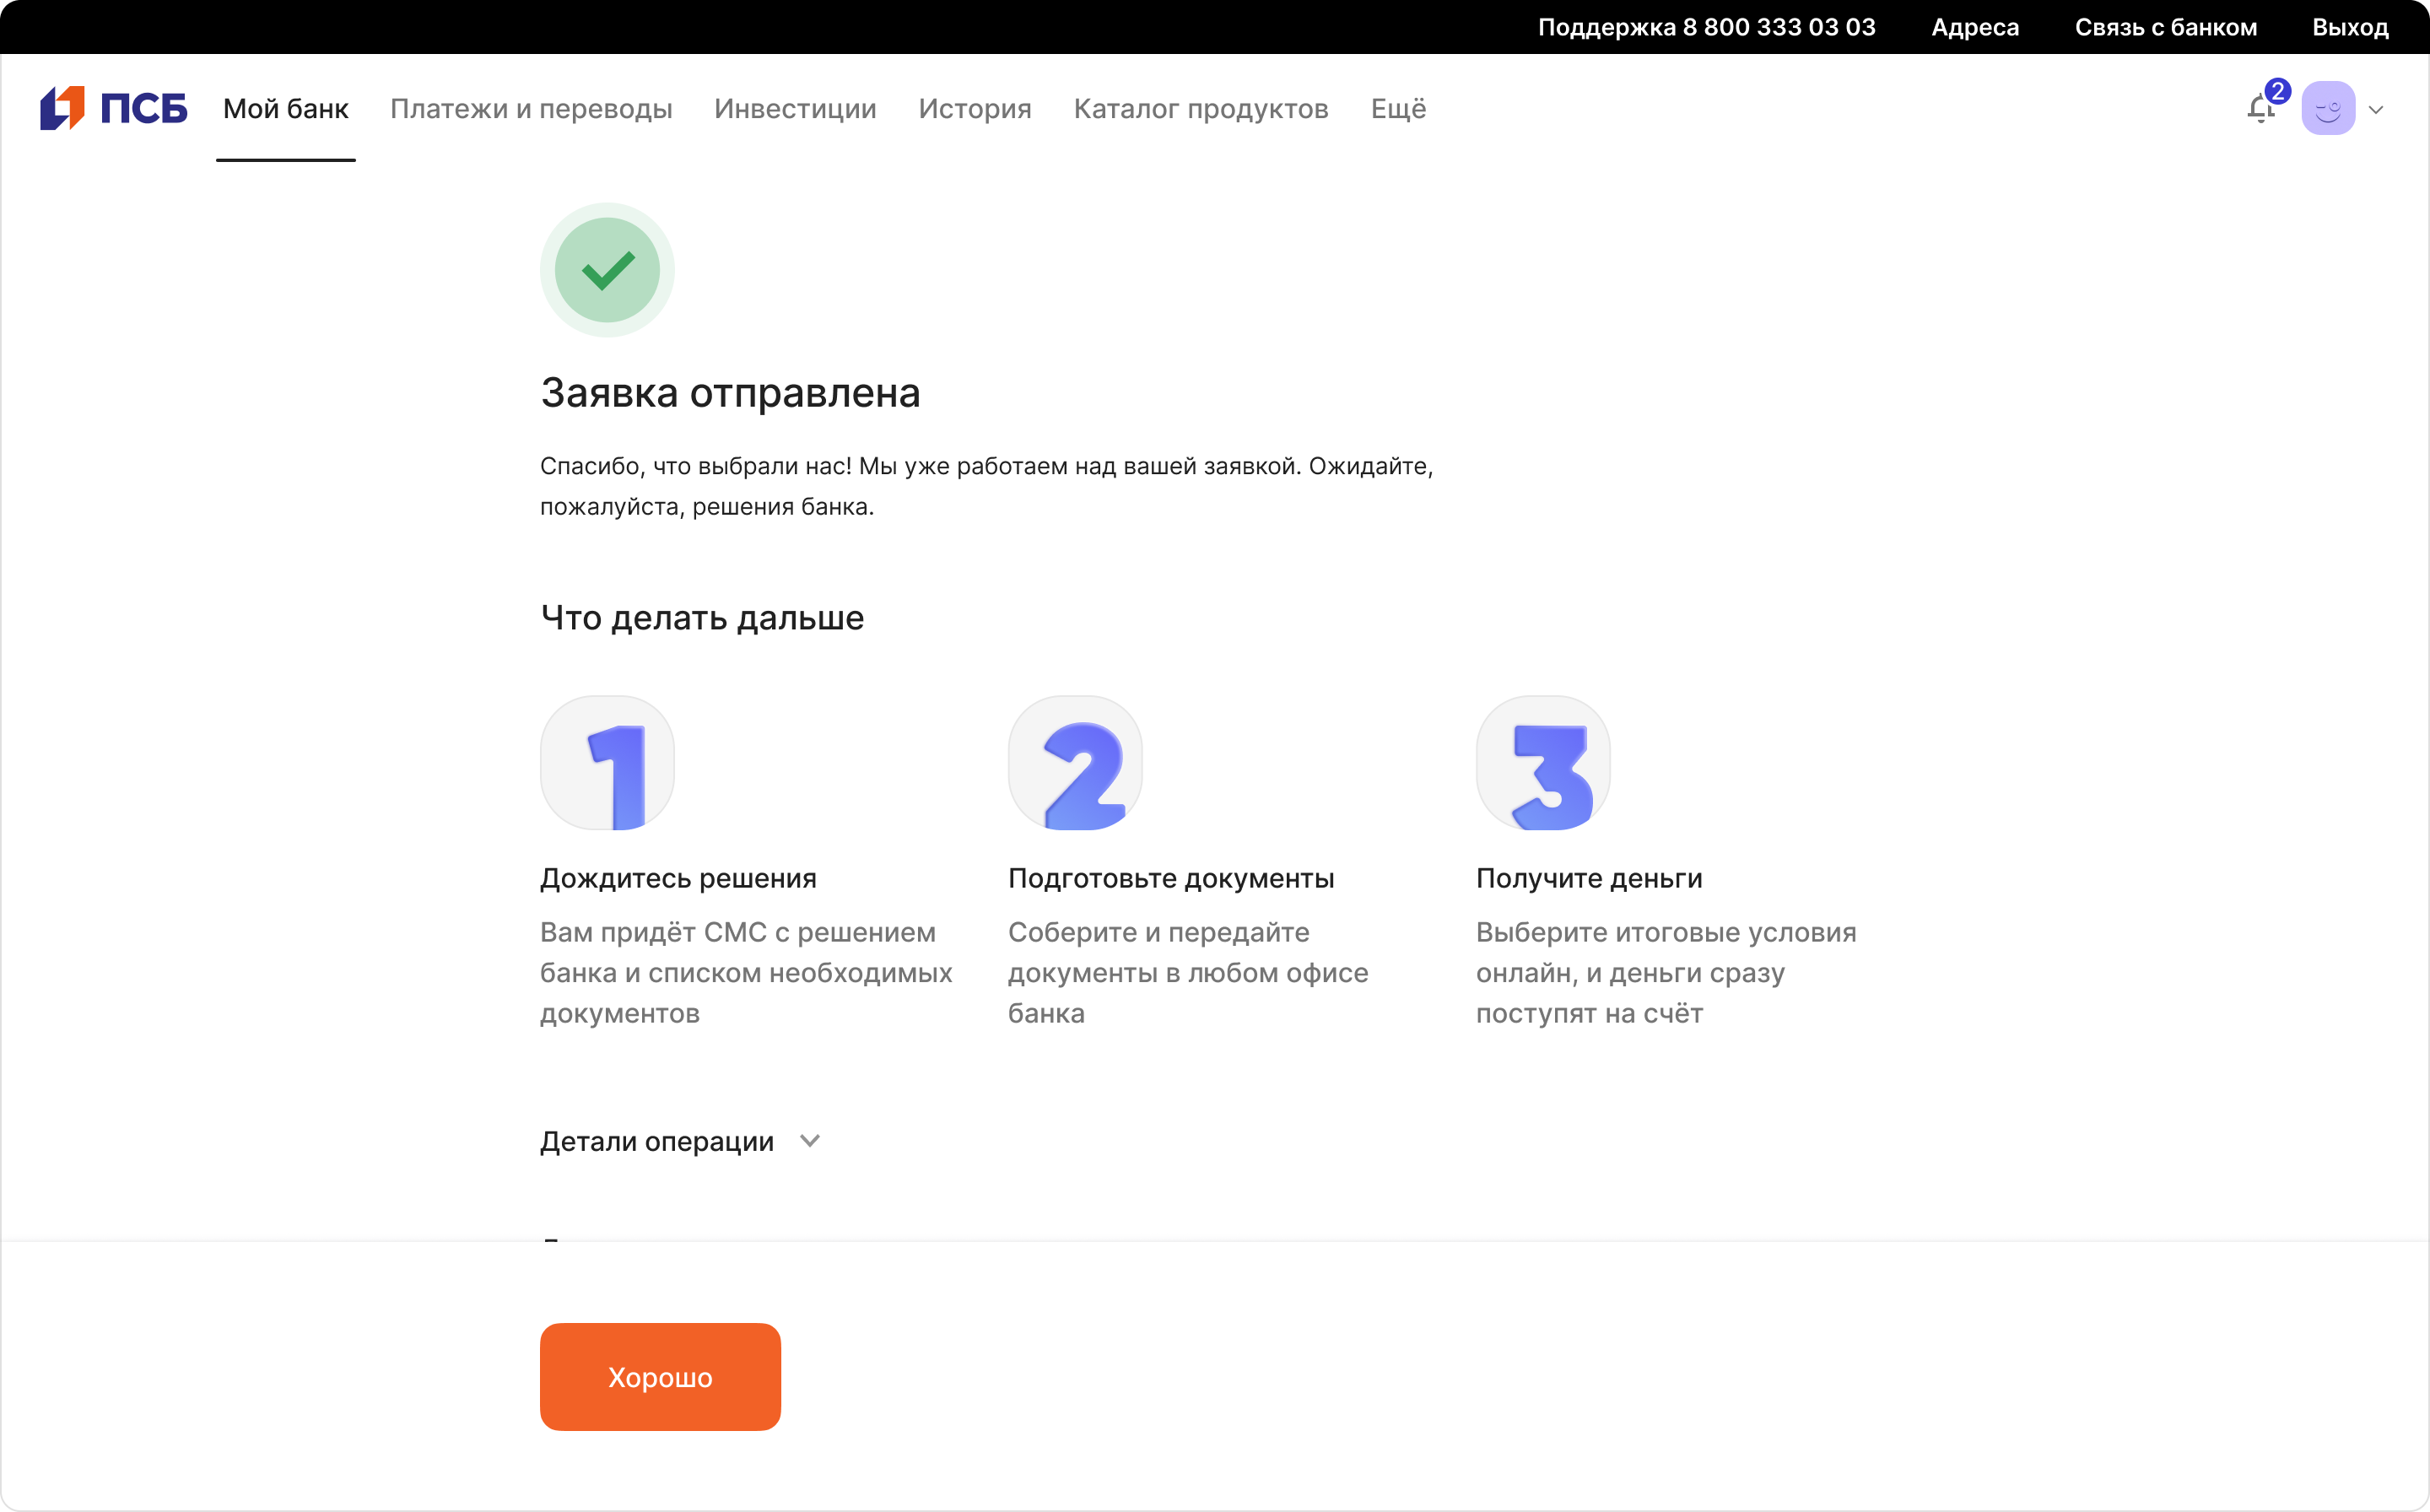 Поддержка 8 800 333 03 03 Адреса Связь с банком Выход
ПСБ Мой банк Платежи и переводы Инвестиции История Каталог продуктов Ещё 2
Заявка отправлена
Спасибо, что выбрали нас! Мы уже работаем над вашей заявкой. Ожидайте,
пожалуйста, решения банка.
Что делать дальше
1
Дождитесь решения
Вам придёт СМС с решением
банка и списком необходимых
документов
2
Подготовьте документы
Соберите и передайте
документы в любом офисе
банка
3
Получите деньги
Выберите итоговые условия
онлайн, и деньги сразу
поступят на счёт
Детали операции
Хорошо